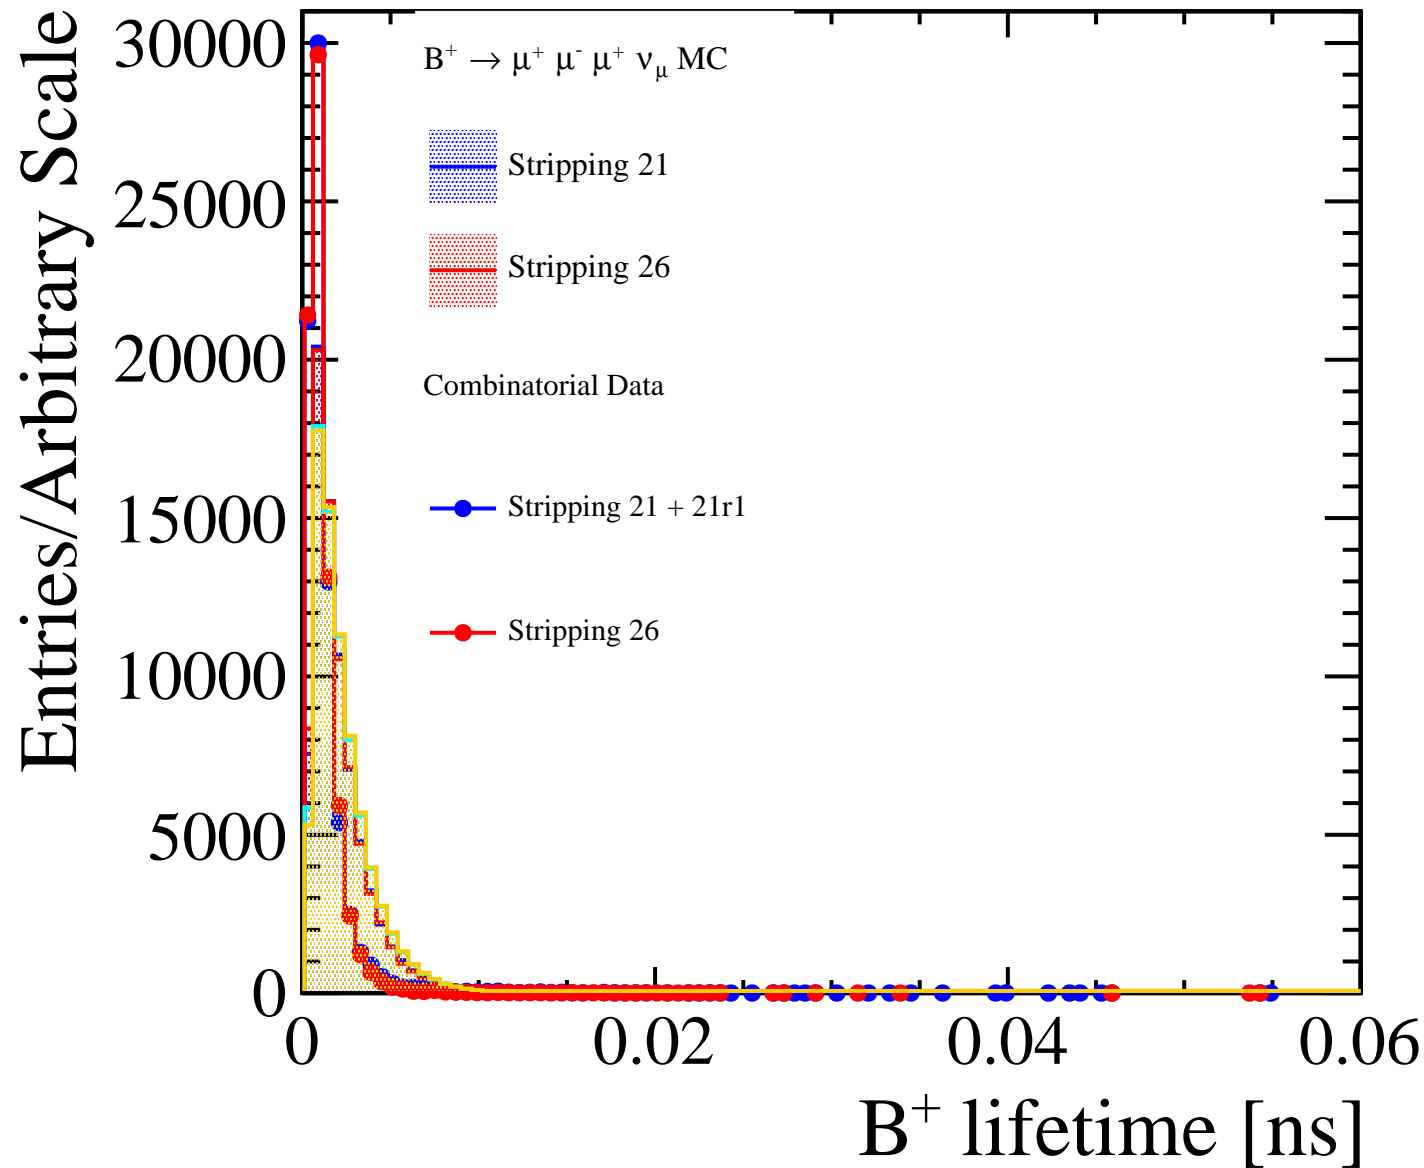 Entries/Arbitrary Scale
30000
25000
20000
15000
10000
5000
0
B⁺ → μ⁺ μ⁻ μ⁺ ν_μ MC
Stripping 21
Stripping 26
Combinatorial Data
Stripping 21 + 21r1
Stripping 26
0 0.02 0.04 0.06
B⁺ lifetime [ns]